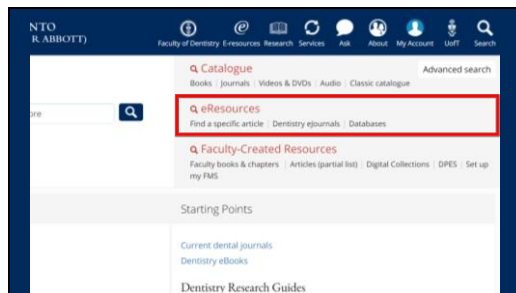 NTO
R. ABBOTT)
Faculty of Dentistry E-resources Research Services Ask About My Account UofT Search
Catalogue
Advanced search
Books | Journals | Videos & DVDs | Audio | Classic catalogue
ore
eResources
Find a specific article | Dentistry ejournals | Databases
Faculty-Created Resources
Faculty books & chapters | Articles (partial list) | Digital Collections | DPES | Set up
my FMS
Starting Points
Current dental journals
Dentistry eBooks
Dentistry Research Guides